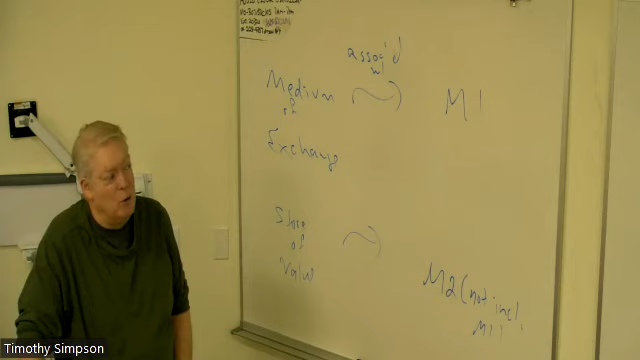 assoc'd
w
Medium
of
Exchange
M1
Store
of
Value
M2 (not incl
M1)
Timothy Simpson